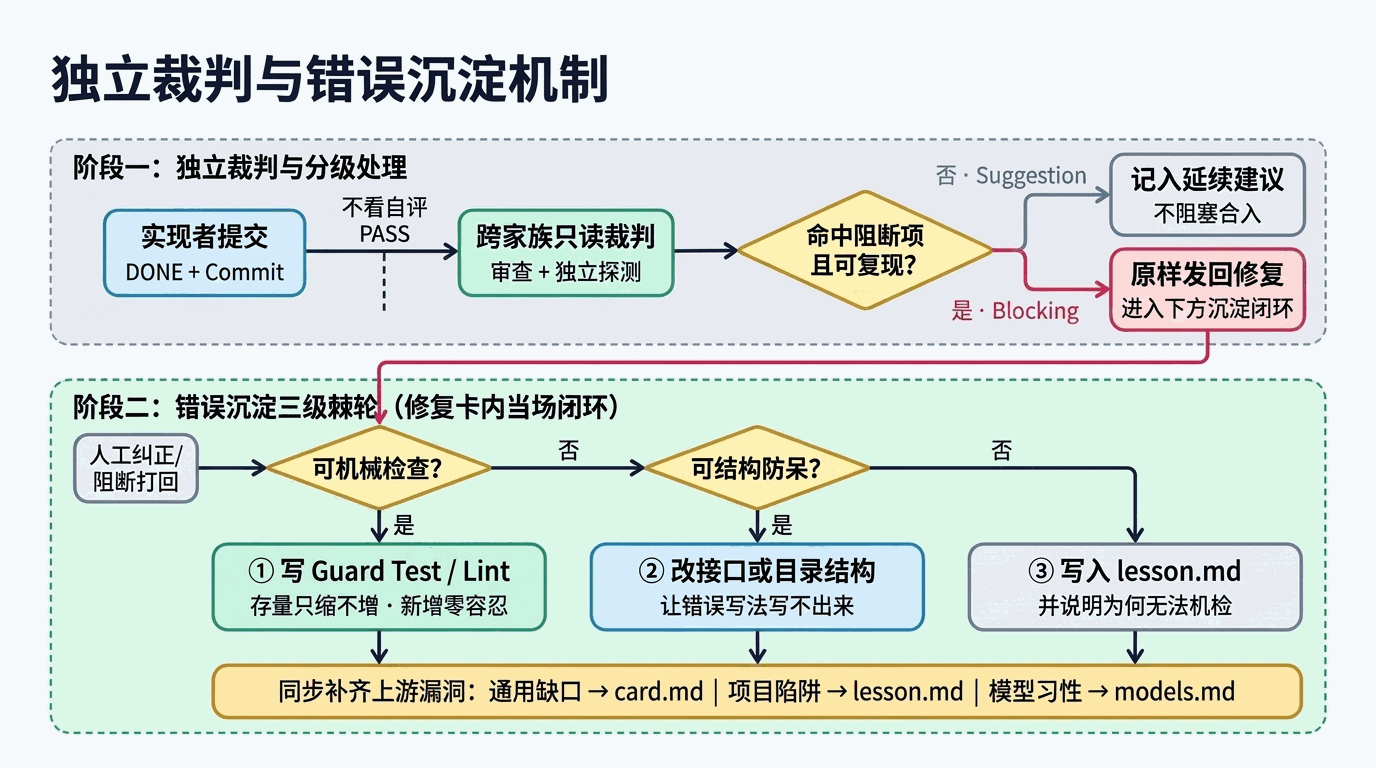 独立裁判与错误沉淀机制
阶段一：独立裁判与分级处理
实现者提交
DONE + Commit
不看自评
PASS
跨家族只读裁判
审查 + 独立探测
命中阻断项
且可复现?
否 · Suggestion
记入延续建议
不阻塞合入
是 · Blocking
原样发回修复
进入下方沉淀闭环
阶段二：错误沉淀三级棘轮（修复卡内当场闭环）
人工纠正/
阻断打回
可机械检查?
否
可结构防呆?
否
是
是
① 写 Guard Test / Lint
存量只缩不增 · 新增零容忍
② 改接口或目录结构
让错误写法写不出来
③ 写入 lesson.md
并说明为何无法机检
同步补齐上游漏洞：通用缺口 → card.md | 项目陷阱 → lesson.md | 模型习性 → models.md